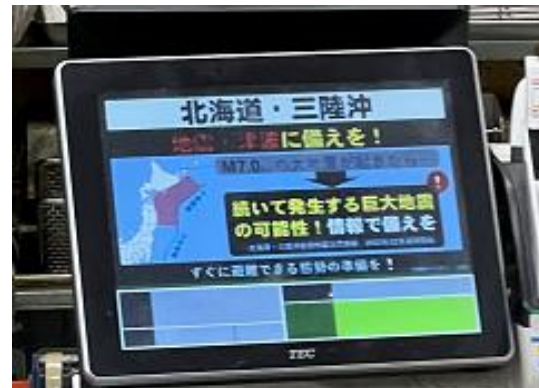 北海道・三陸沖
地震・津波に備えを！
M7.0
続いて発生する巨大地震
の可能性！情報で備えを
すぐに避難できる態勢の準備を！
TEC